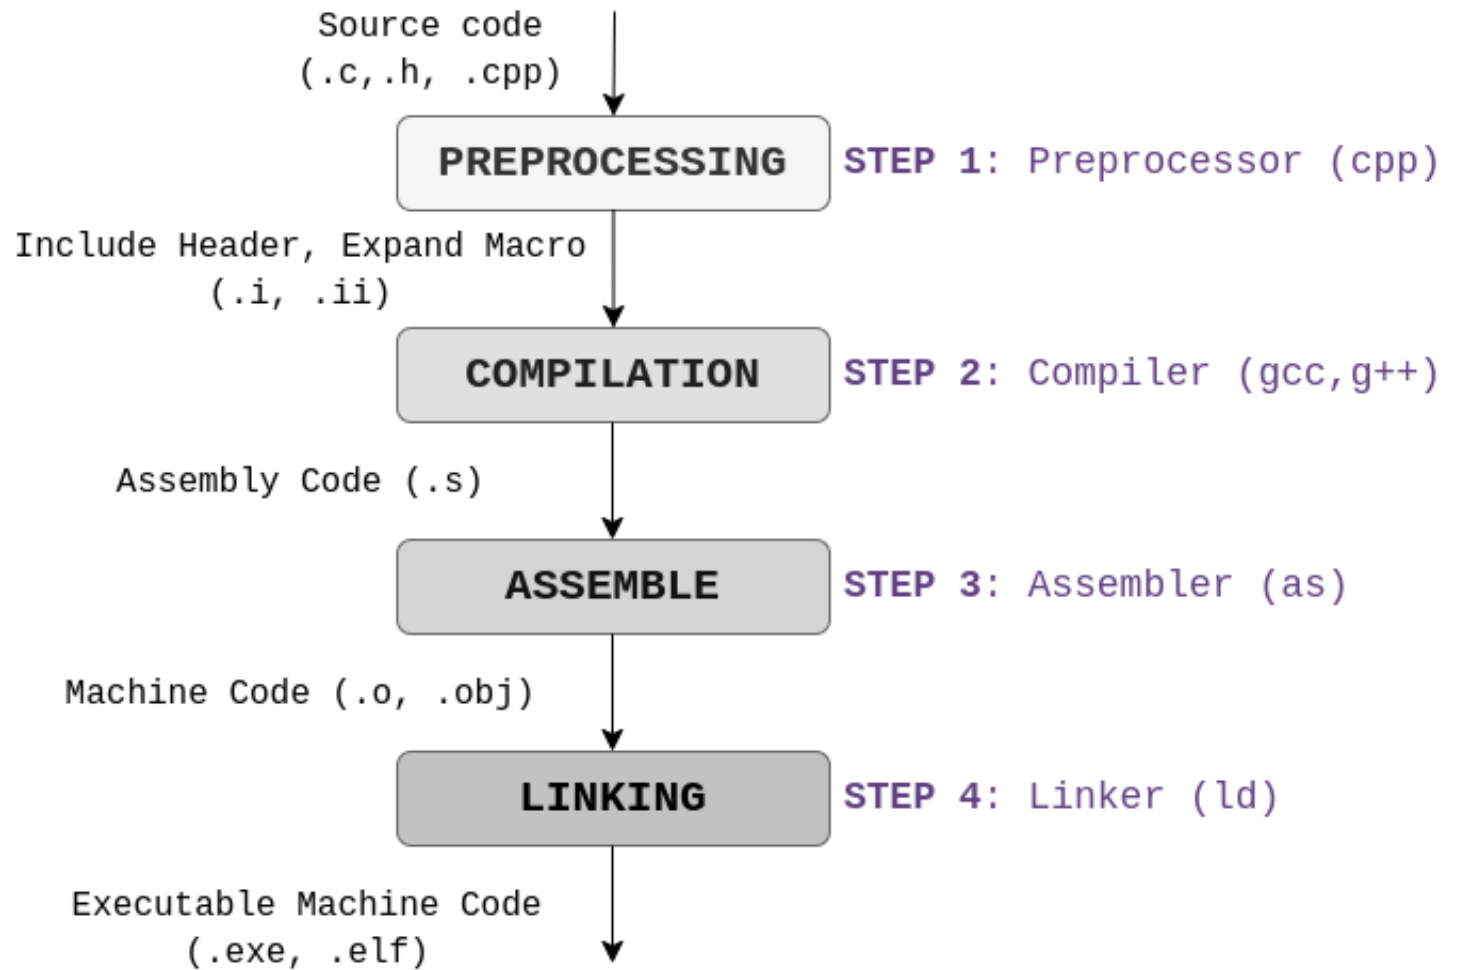 Source code
(.c,.h, .cpp)
PREPROCESSING
STEP 1: Preprocessor (cpp)
Include Header, Expand Macro
(.i, .ii)
COMPILATION
STEP 2: Compiler (gcc,g++)
Assembly Code (.s)
ASSEMBLE
STEP 3: Assembler (as)
Machine Code (.o, .obj)
LINKING
STEP 4: Linker (ld)
Executable Machine Code
(.exe, .elf)